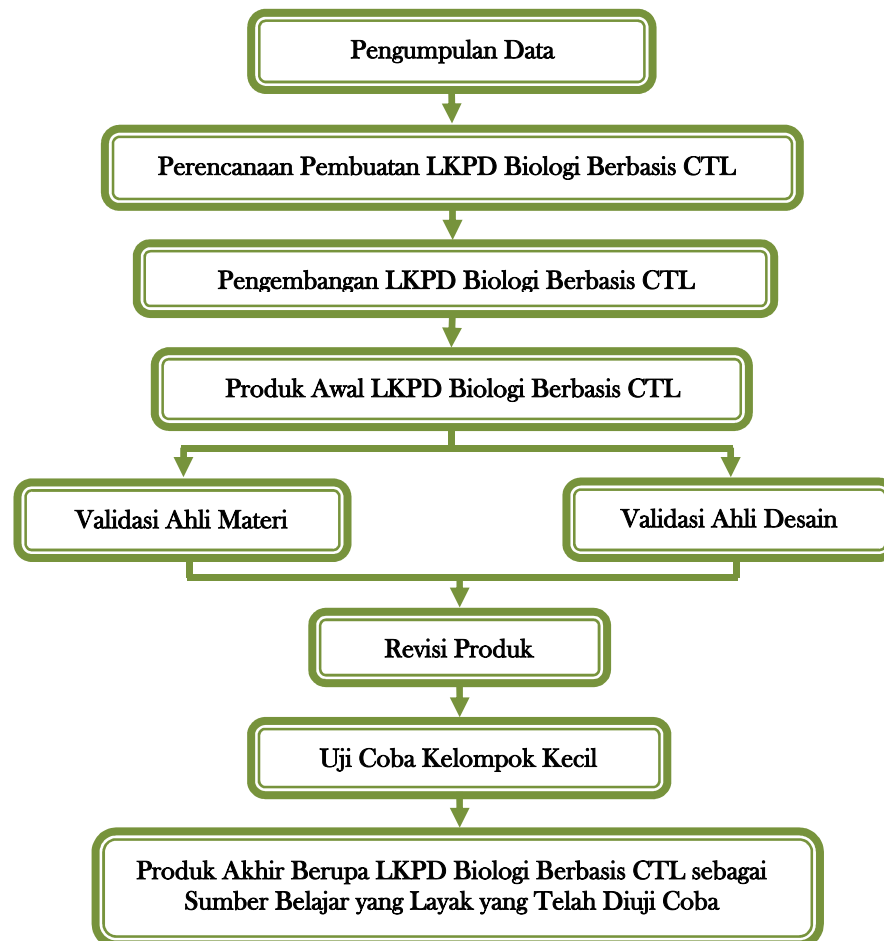 Pengumpulan Data
Perencanaan Pembuatan LKPD Biologi Berbasis CTL
Pengembangan LKPD Biologi Berbasis CTL
Produk Awal LKPD Biologi Berbasis CTL
Validasi Ahli Materi
Validasi Ahli Desain
Revisi Produk
Uji Coba Kelompok Kecil
Produk Akhir Berupa LKPD Biologi Berbasis CTL sebagai
Sumber Belajar yang Layak yang Telah Diuji Coba